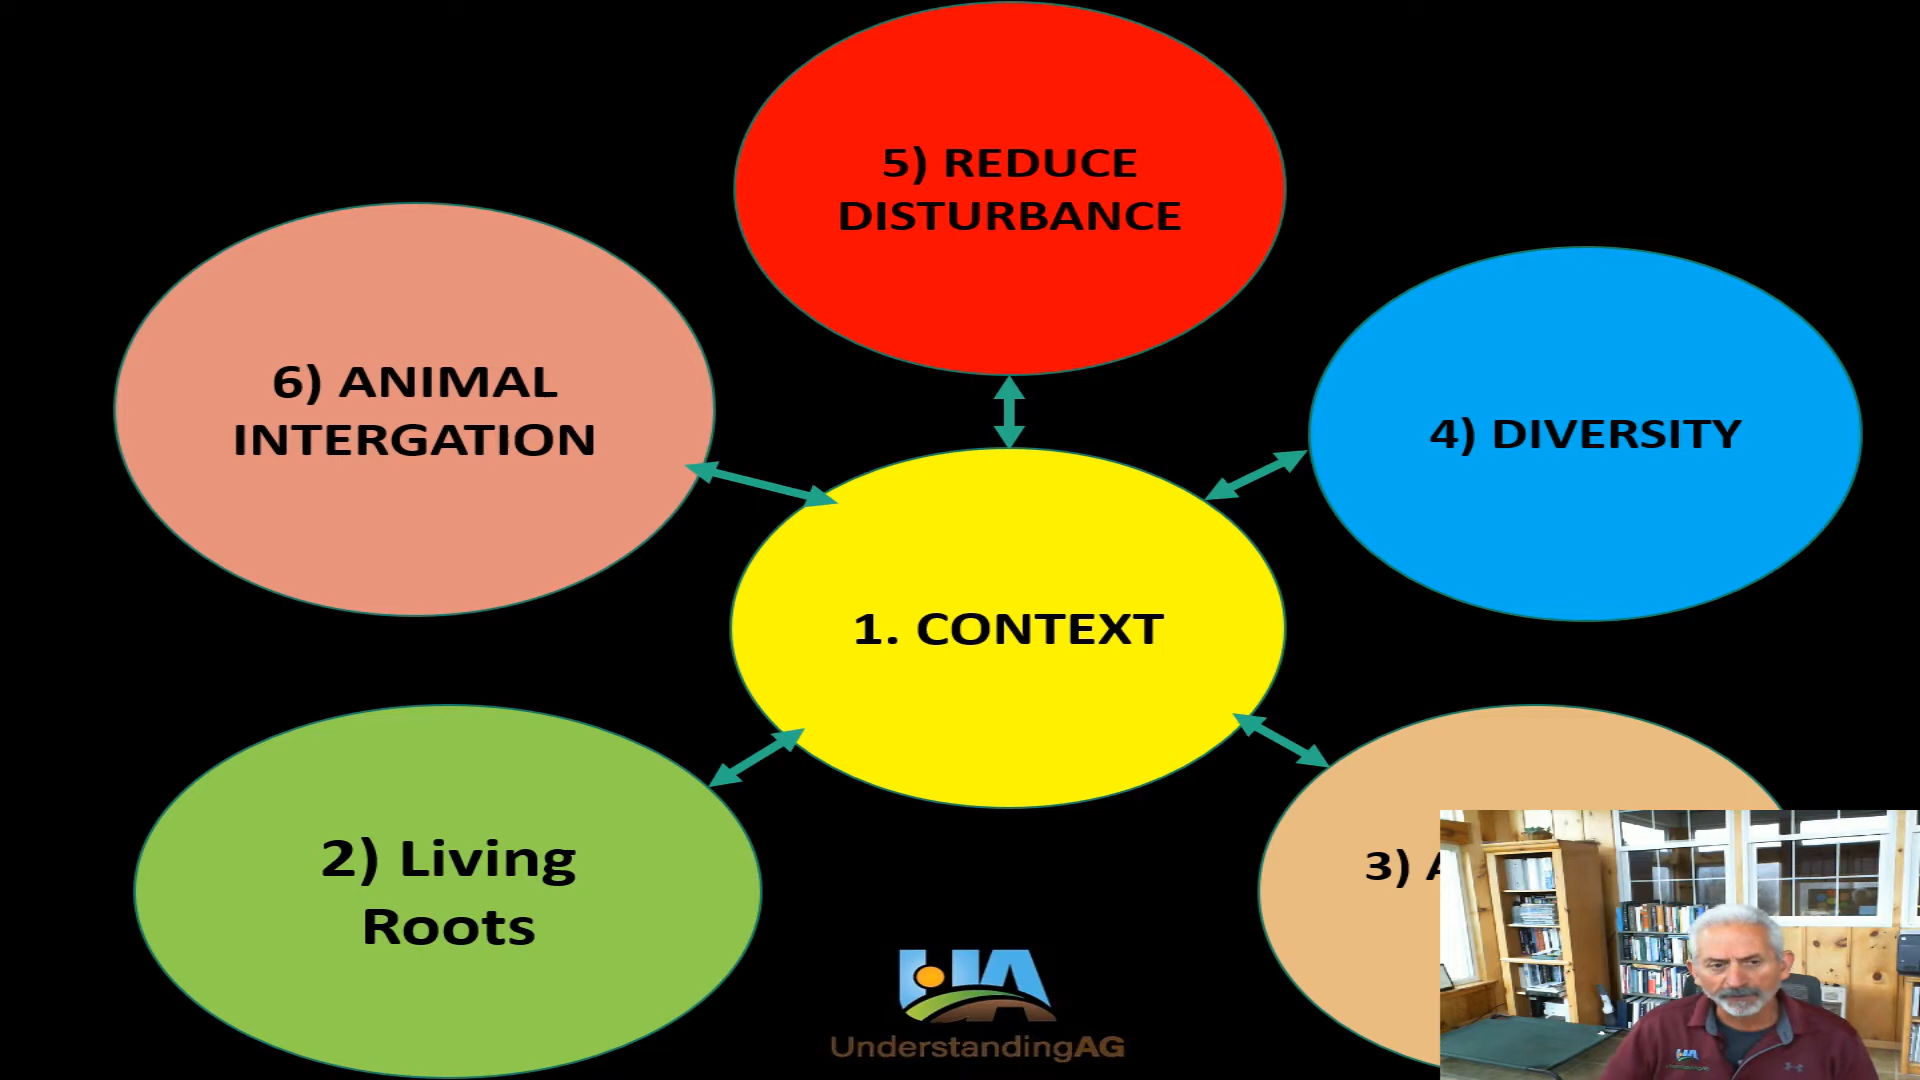 5) REDUCE
DISTURBANCE
6) ANIMAL
INTERGATION
4) DIVERSITY
1. CONTEXT
2) Living
Roots
3)
UnderstandingAG